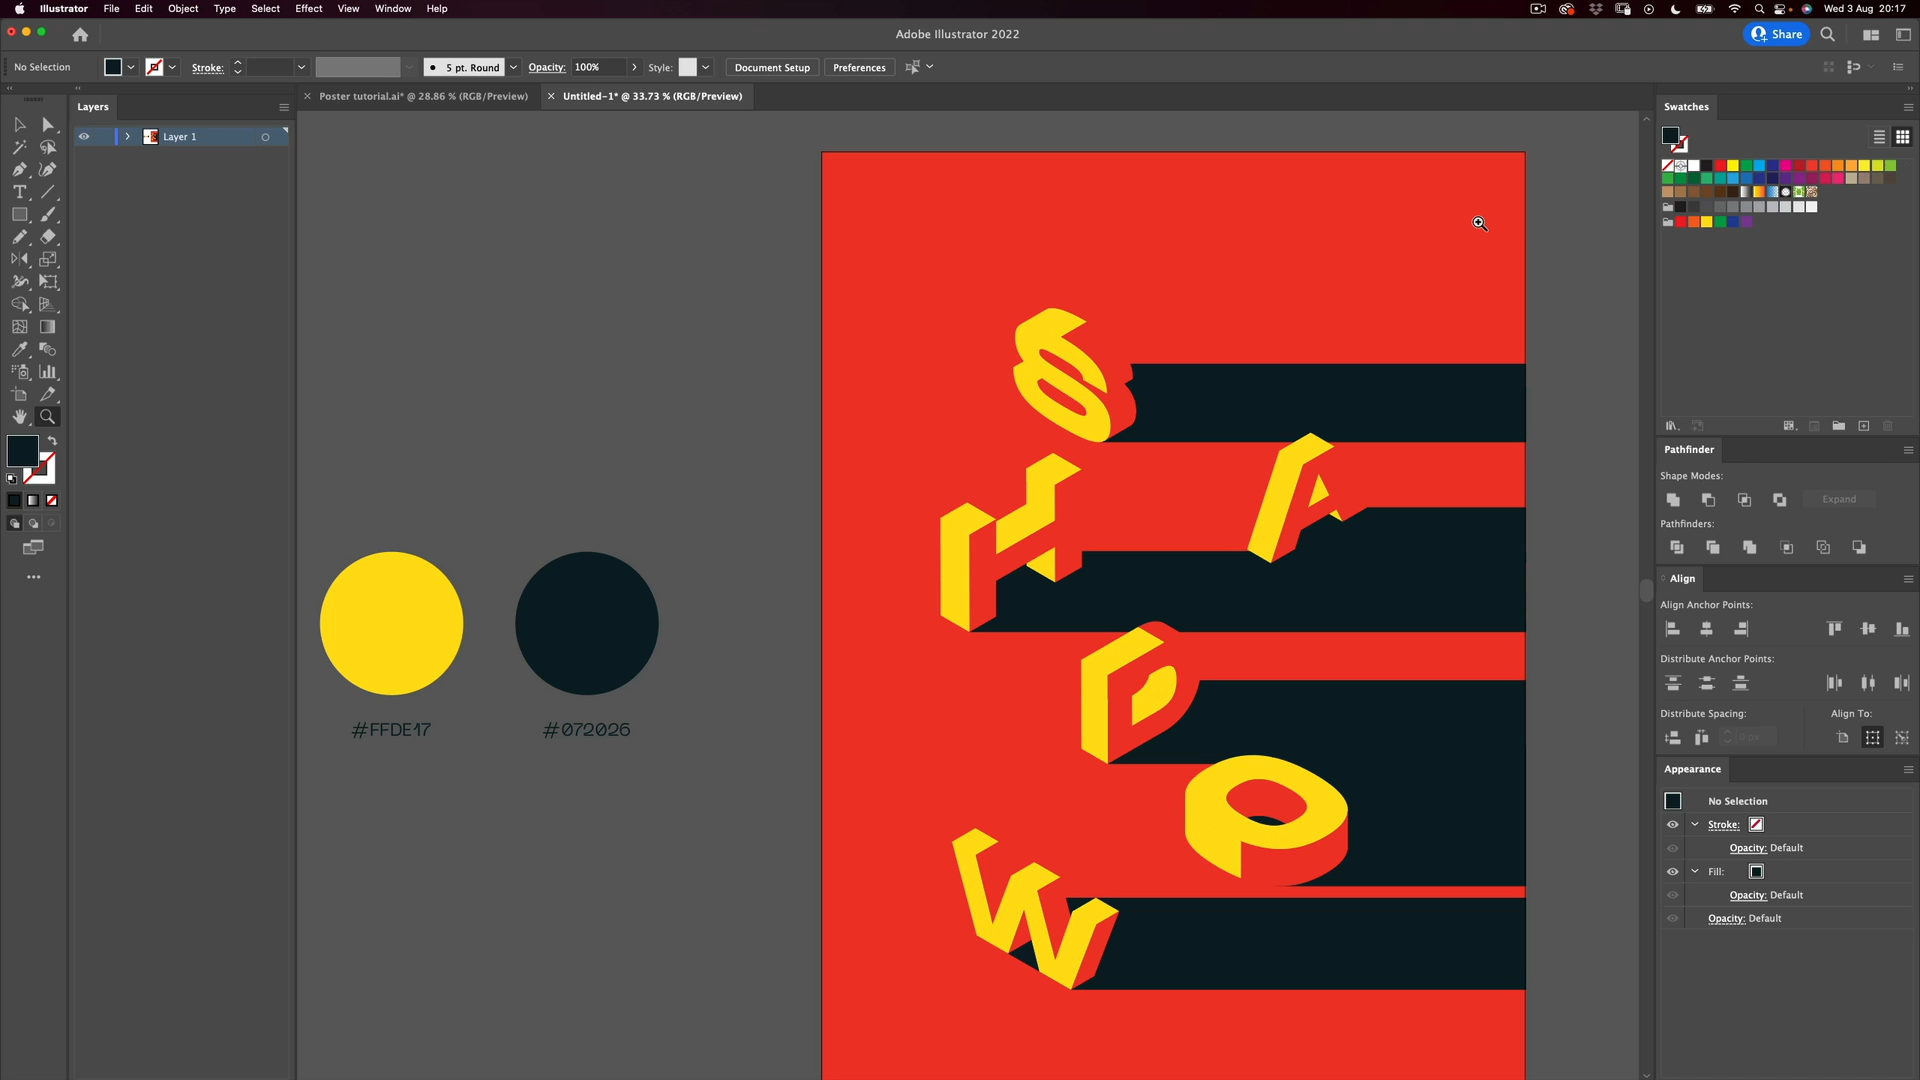 Illustrator File Edit Object Type Select Effect View Window Help Wed 3 Aug 20:17
Adobe Illustrator 2022 Share
No Selection Stroke: 5 pt. Round Opacity: 100% Style: Document Setup Preferences
Poster tutorial.ai* @ 28.86 % (RGB/Preview) Untitled-1* @ 33.73 % (RGB/Preview)
Layers
Layer 1
Swatches
S
H A
D
O
W
#FFDE17 #072026
Pathfinder
Shape Modes:
Expand
Pathfinders:
Align
Align Anchor Points:
Distribute Anchor Points:
Distribute Spacing: Align To:
0 px
Appearance
No Selection
Stroke:
Opacity: Default
Fill:
Opacity: Default
Opacity: Default